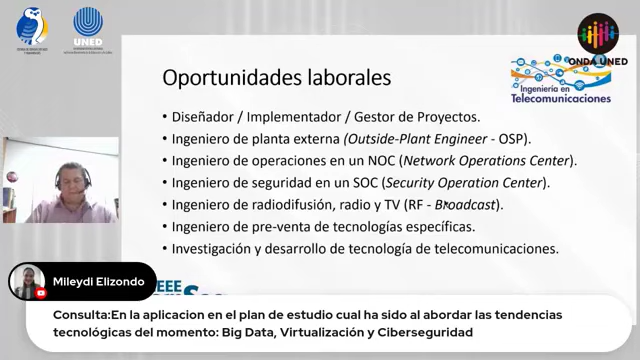 UNED
ONDA UNED
Ingeniería en
Telecomunicaciones
Oportunidades laborales
• Diseñador / Implementador / Gestor de Proyectos.
• Ingeniero de planta externa (Outside-Plant Engineer - OSP).
• Ingeniero de operaciones en un NOC (Network Operations Center).
• Ingeniero de seguridad en un SOC (Security Operation Center).
• Ingeniero de radiodifusión, radio y TV (RF - Broadcast).
• Ingeniero de pre-venta de tecnologías específicas.
• Investigación y desarrollo de tecnología de telecomunicaciones.
Mileydi Elizondo
Consulta:En la aplicacion en el plan de estudio cual ha sido al abordar las tendencias
tecnológicas del momento: Big Data, Virtualización y Ciberseguridad